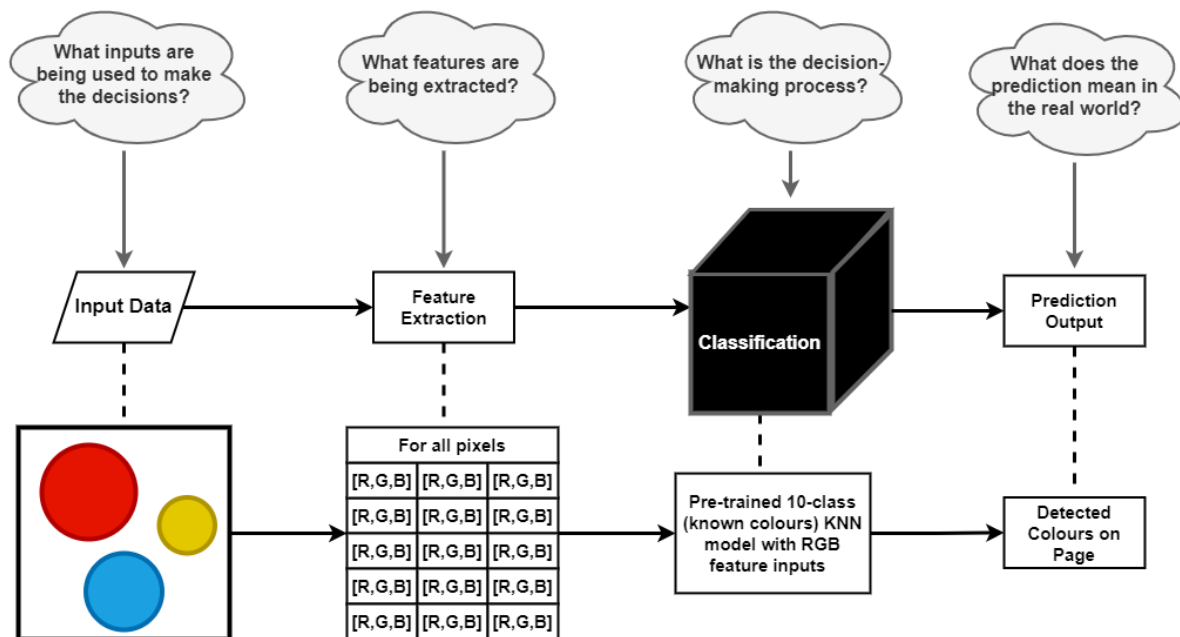 What inputs are
being used to make
the decisions?
What features are
being extracted?
What is the decision-
making process?
What does the
prediction mean in
the real world?
Input Data
Feature
Extraction
Classification
Prediction
Output
For all pixels
[R,G,B] [R,G,B] [R,G,B]
[R,G,B] [R,G,B] [R,G,B]
[R,G,B] [R,G,B] [R,G,B]
[R,G,B] [R,G,B] [R,G,B]
[R,G,B] [R,G,B] [R,G,B]
Pre-trained 10-class
(known colours) KNN
model with RGB
feature inputs
Detected
Colours on
Page